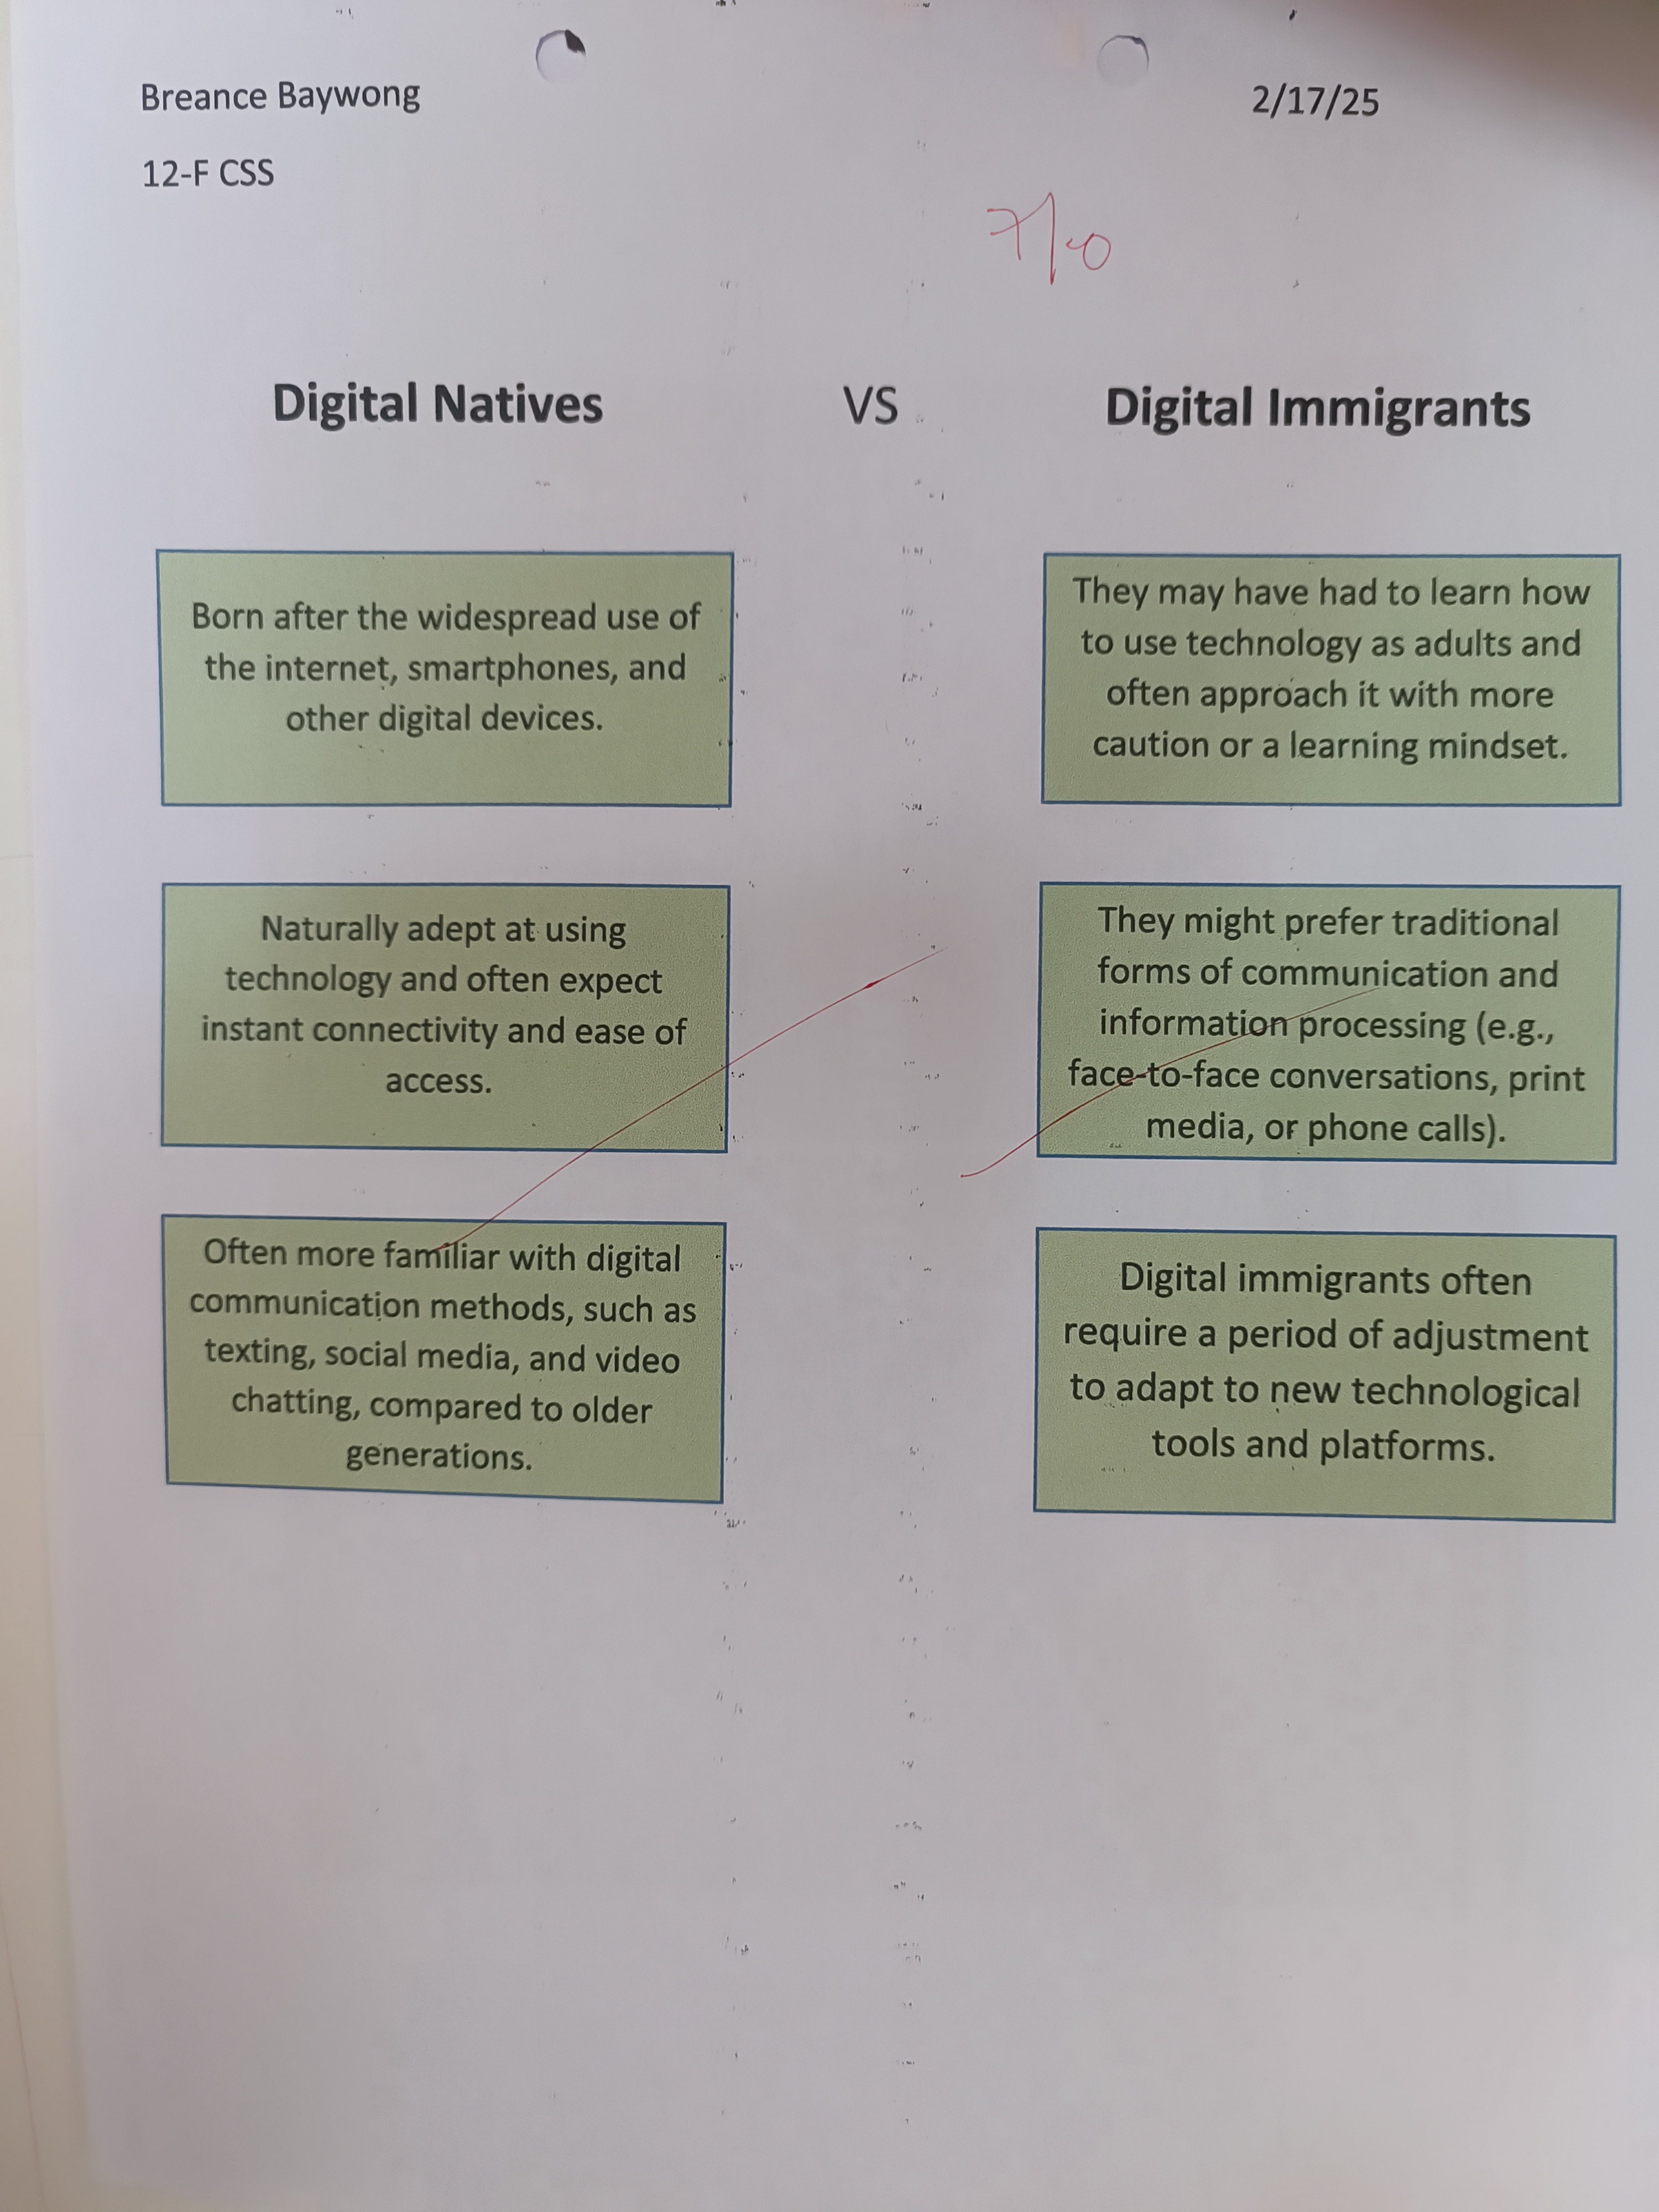 Breance Baywong
2/17/25
12-F CSS
Digital Natives VS Digital Immigrants
Born after the widespread use of
the internet, smartphones, and
other digital devices.
They may have had to learn how
to use technology as adults and
often approach it with more
caution or a learning mindset.
Naturally adept at using
technology and often expect
instant connectivity and ease of
access.
They might prefer traditional
forms of communication and
information processing (e.g.,
face-to-face conversations, print
media, or phone calls).
Often more familiar with digital
communication methods, such as
texting, social media, and video
chatting, compared to older
generations.
Digital immigrants often
require a period of adjustment
to adapt to new technological
tools and platforms.